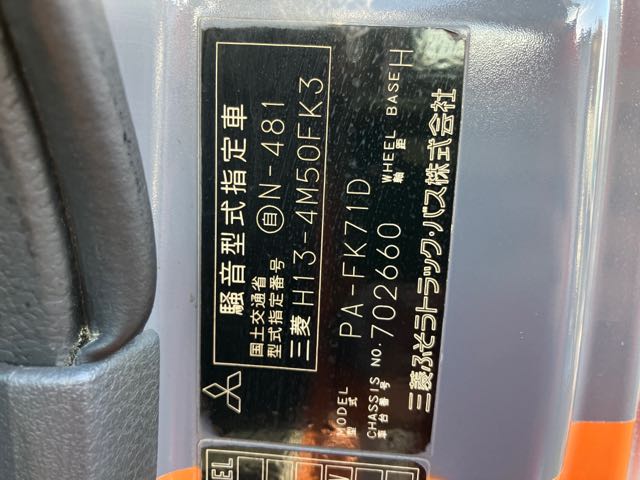 騒音型式指定車
国土交通省
型式指定番号 自 N-481
三菱 H13-4M50FK3
MODEL
型式 PA-FK71D
CHASSIS NO. 702660 WHEEL BASE H
車台番号 軸距
三菱ふそうトラック・バス株式会社